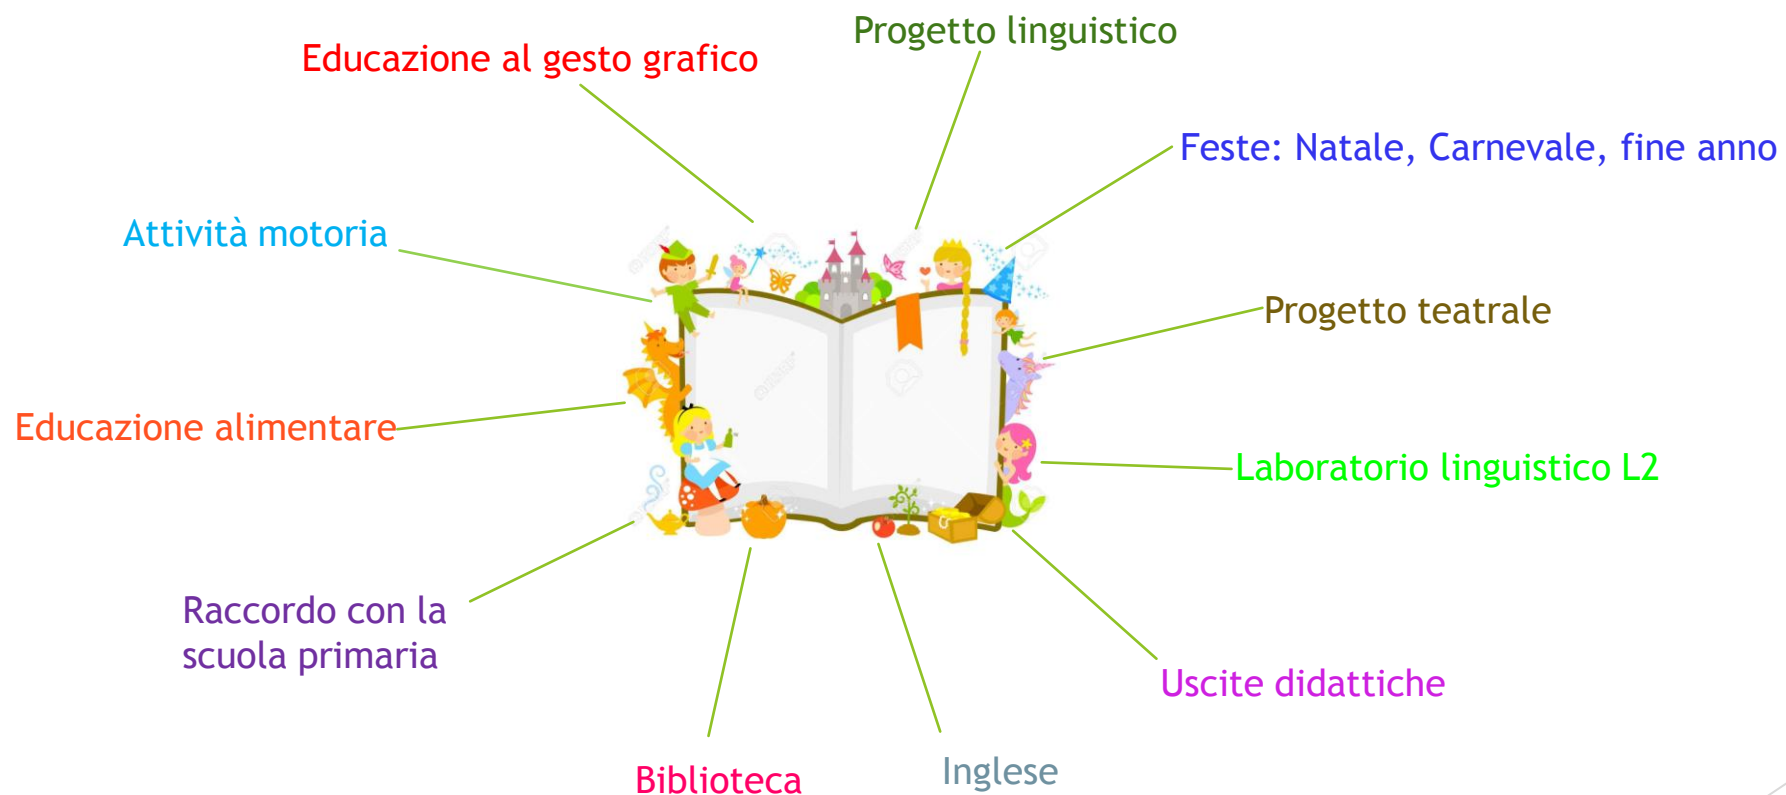 Progetto linguistico
Educazione al gesto grafico
Feste: Natale, Carnevale, fine anno
Attività motoria
Progetto teatrale
Educazione alimentare
Laboratorio linguistico L2
Raccordo con la
scuola primaria
Uscite didattiche
Biblioteca
Inglese